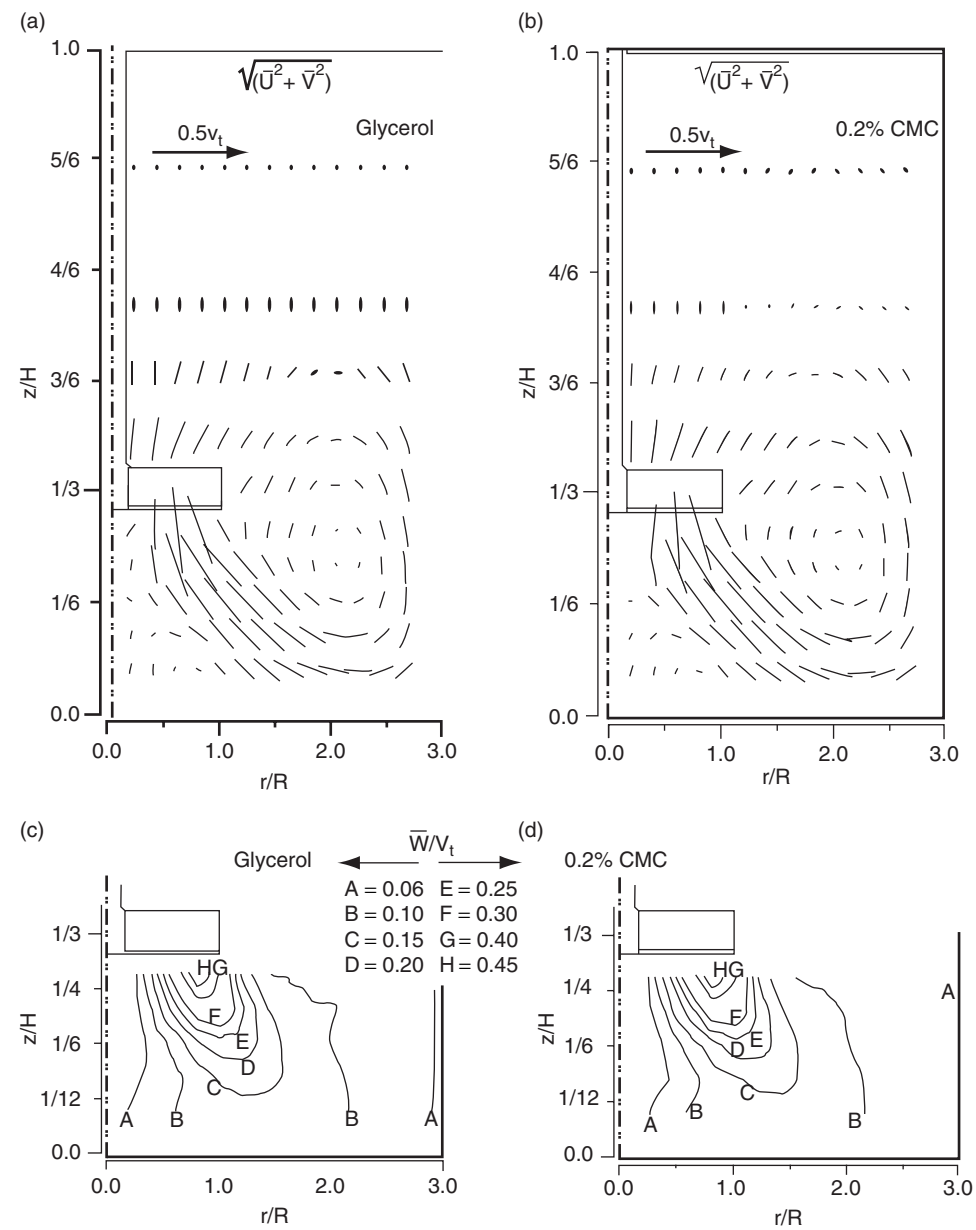 (a)
(b)
1.0
5/6
4/6
3/6
1/3
1/6
0.0
z/H
√(Ū² + V̄²)
0.5vₜ
Glycerol
0.0 1.0 2.0 3.0
r/R
1.0
5/6
4/6
3/6
1/3
1/6
0.0
z/H
√(Ū² + V̄²)
0.5vₜ
0.2% CMC
0.0 1.0 2.0 3.0
r/R
(c)
(d)
W̄/Vₜ
Glycerol
0.2% CMC
A = 0.06 E = 0.25
B = 0.10 F = 0.30
C = 0.15 G = 0.40
D = 0.20 H = 0.45
1/3
1/4
1/6
1/12
0.0
z/H
HG
F
E
D
C
A
B
B
A
0.0 1.0 2.0 3.0
r/R
1/3
1/4
1/6
1/12
0.0
z/H
HG
A
F
E
D
C
B
A
B
0.0 1.0 2.0 3.0
r/R